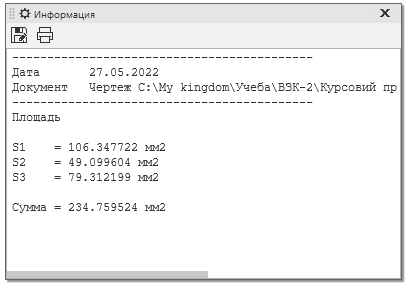 Информация
-------------------------------------------
Дата 27.05.2022
Документ Чертеж C:\My kingdom\Учеба\ВЗК-2\Курсовий пр
-------------------------------------------
Площадь
S1 = 106.347722 мм2
S2 = 49.099604 мм2
S3 = 79.312199 мм2
Сумма = 234.759524 мм2